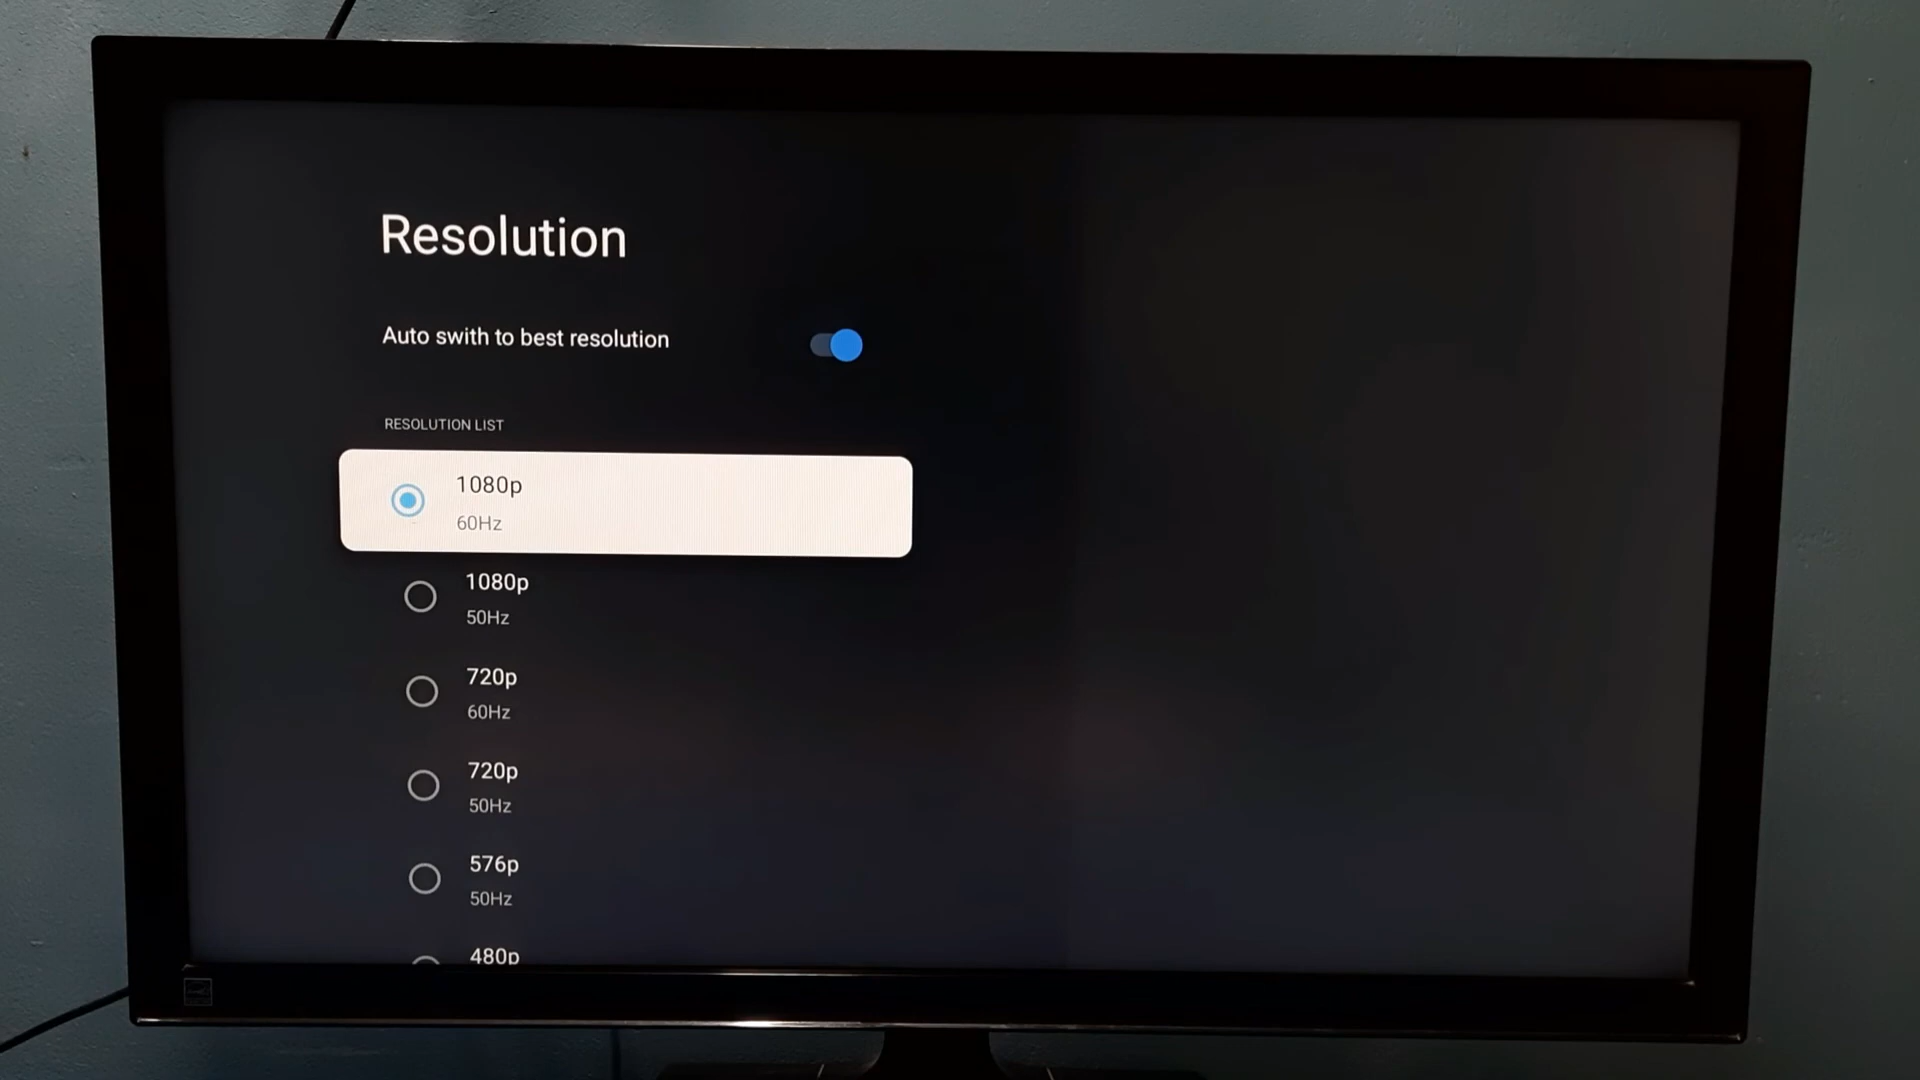 Resolution
Auto swith to best resolution
RESOLUTION LIST
1080p
60Hz
1080p
50Hz
720p
60Hz
720p
50Hz
576p
50Hz
480p